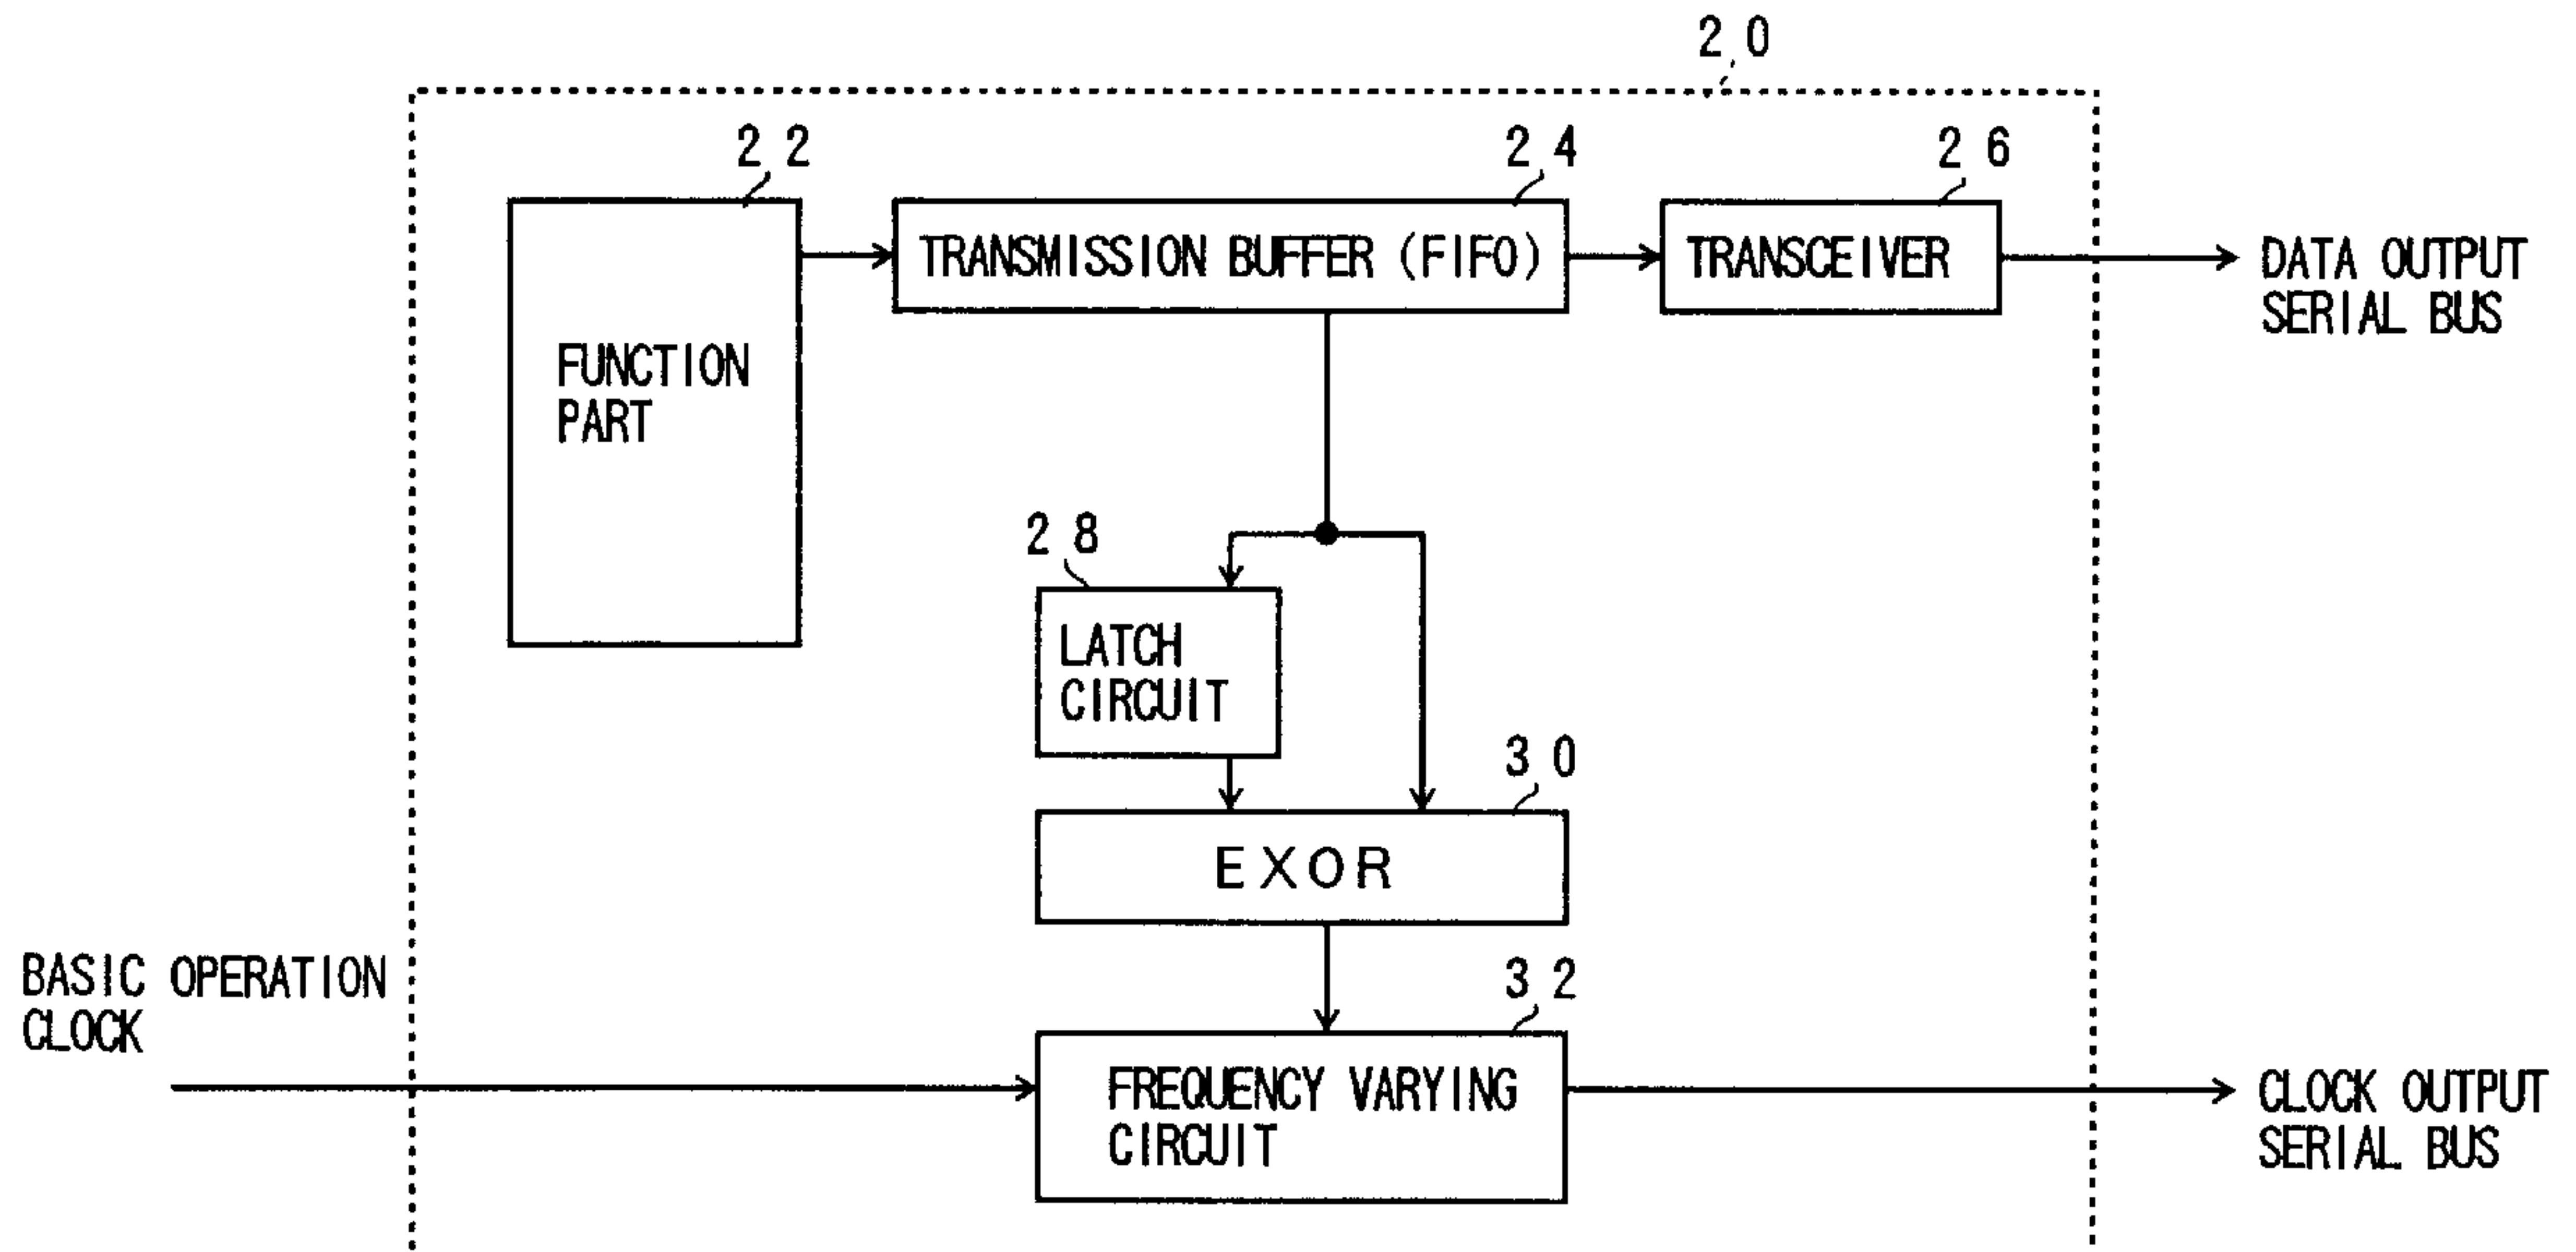 20
22
24
26
TRANSMISSION BUFFER (FIFO)
TRANSCEIVER
DATA OUTPUT
SERIAL BUS
FUNCTION
PART
28
LATCH
CIRCUIT
30
EXOR
BASIC OPERATION
CLOCK
32
FREQUENCY VARYING
CIRCUIT
CLOCK OUTPUT
SERIAL BUS